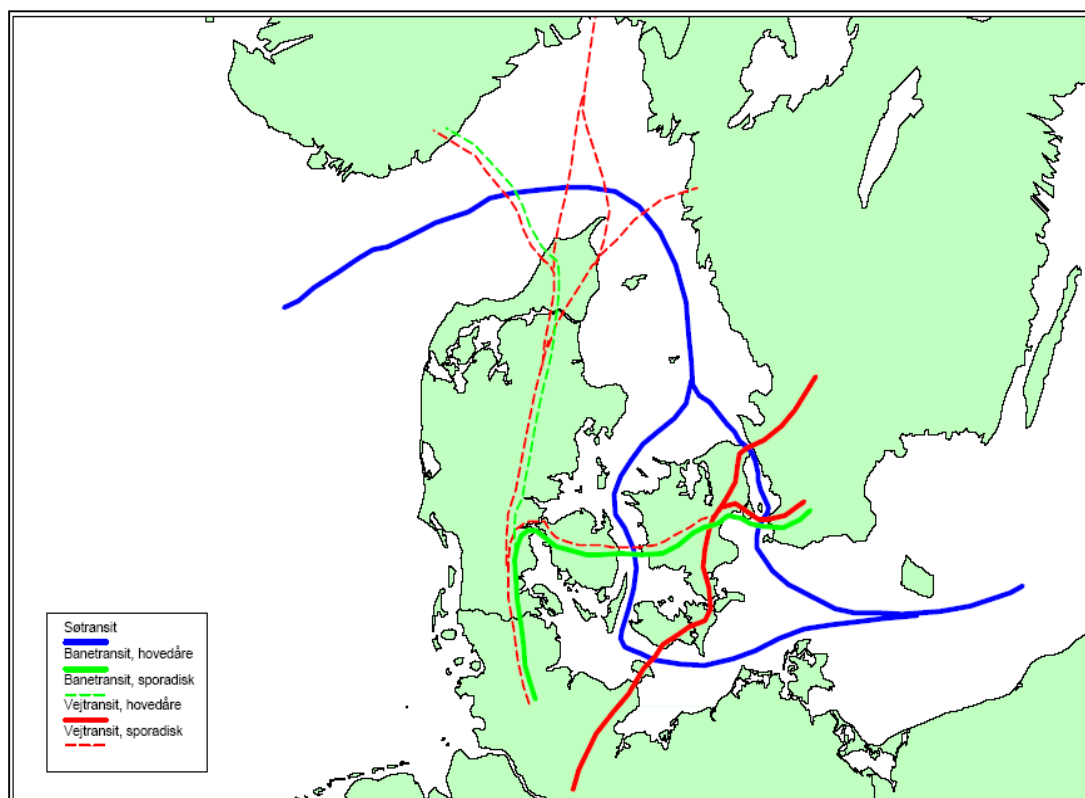 Søtransit
Banetransit, hovedåre
Banetransit, sporadisk
Vejtransit, hovedåre
Vejtransit, sporadisk